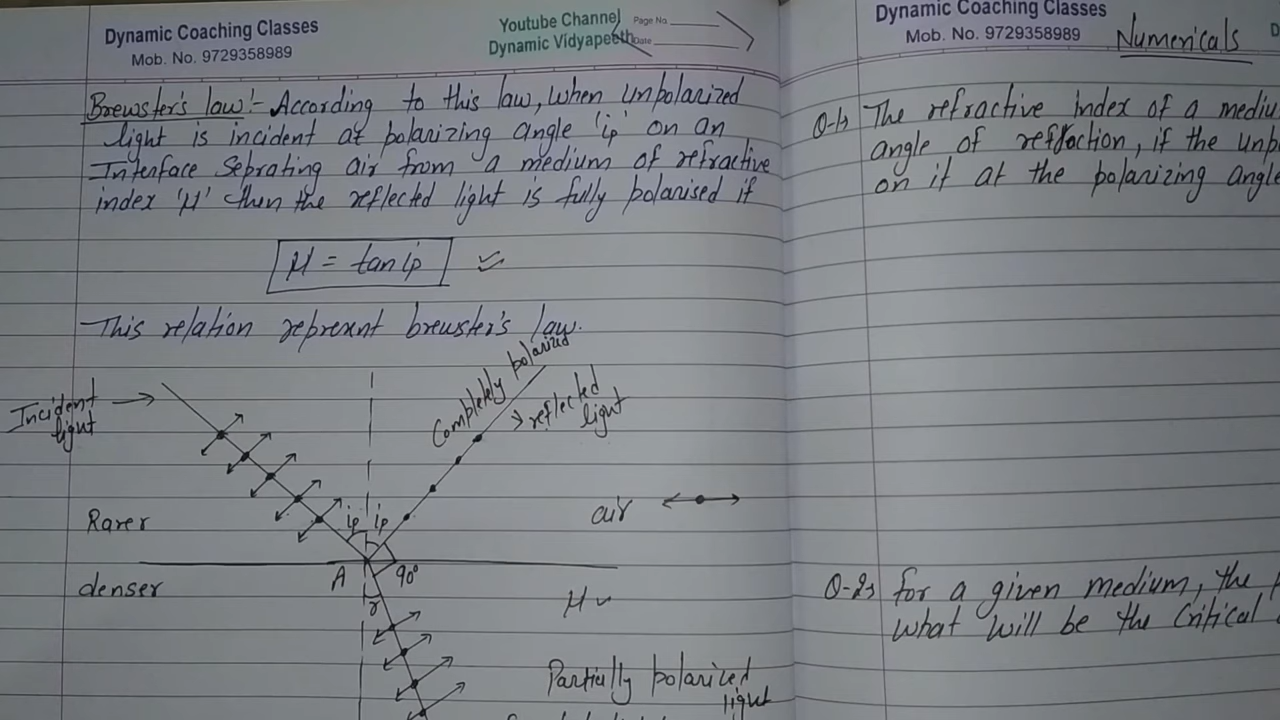 Dynamic Coaching Classes
Mob. No. 9729358989
Youtube Channel
Dynamic Vidyapeeth
Page No.
Date
Brewster's law:- According to this law, when unpolarized
light is incident at polarizing angle 'ip' on an
Interface Seprating air from a medium of refractive
index 'μ' then the reflected light is fully polarised if
μ = tan ip
This relation reprexnt brewster's law.
Incident
light
Completely polarized
reflected
light
ip ip
Rarer
air
A
90°
denser
r
μ
Partially polarized
light
Dynamic Coaching Classes
Mob. No. 9729358989
Numericals
Q-1s The refractive index of a mediu
angle of reffaction, if the unp
on it at the polarizing angle
Q-2s for a given medium, the
what will be the Critical